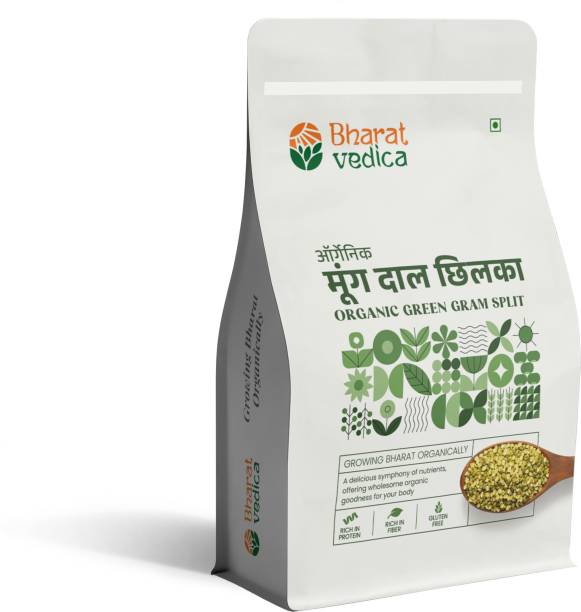 Bharat
vedica
ऑर्गेनिक
मूंग दाल छिलका
ORGANIC GREEN GRAM SPLIT
GROWING BHARAT ORGANICALLY
A delicious symphony of nutrients,
offering wholesome organic
goodness for your body
RICH IN
PROTEIN
RICH IN
FIBER
GLUTEN
FREE
Growing Bharat
Organically
Bharat
vedica